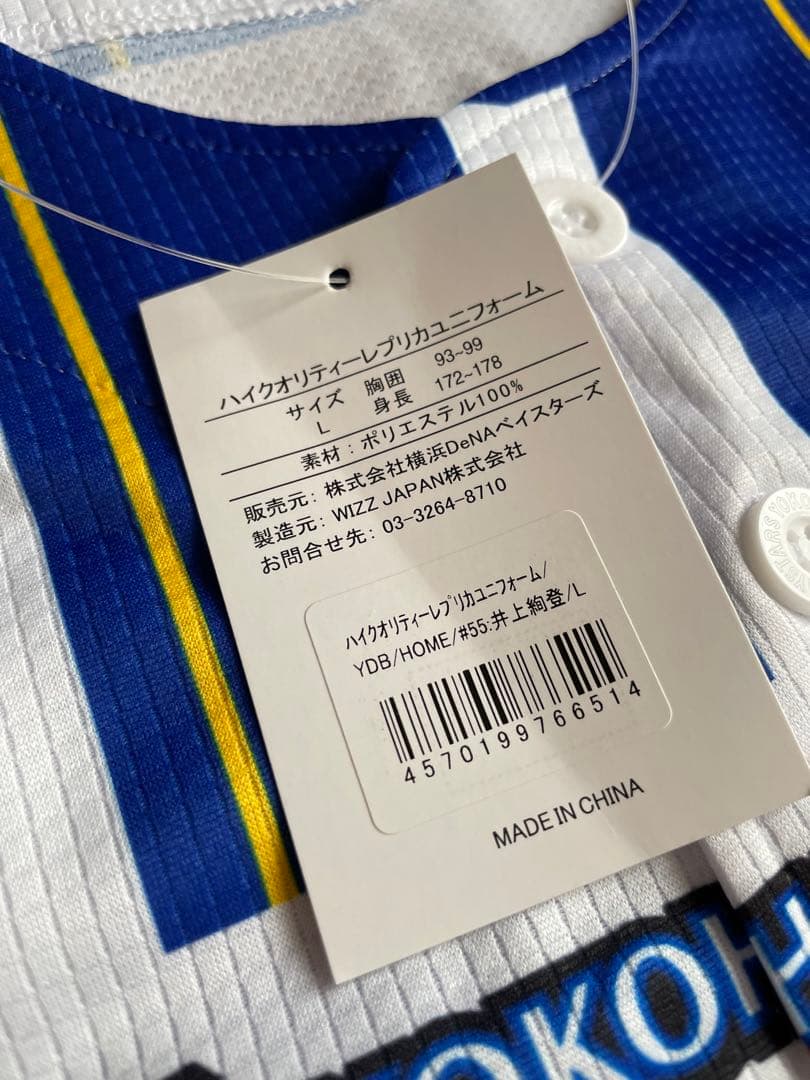 ハイクオリティーレプリカユニフォーム
サイズ 胸囲 93~99
L 身長 172~178
素材：ポリエステル100%
販売元：株式会社横浜DeNAベイスターズ
製造元：WIZZ JAPAN株式会社
お問合せ先：03-3264-8710
ハイクオリティーレプリカユニフォーム/
YDB/HOME/#55:井上絢登/L
4570199766514
MADE IN CHINA
OKOH